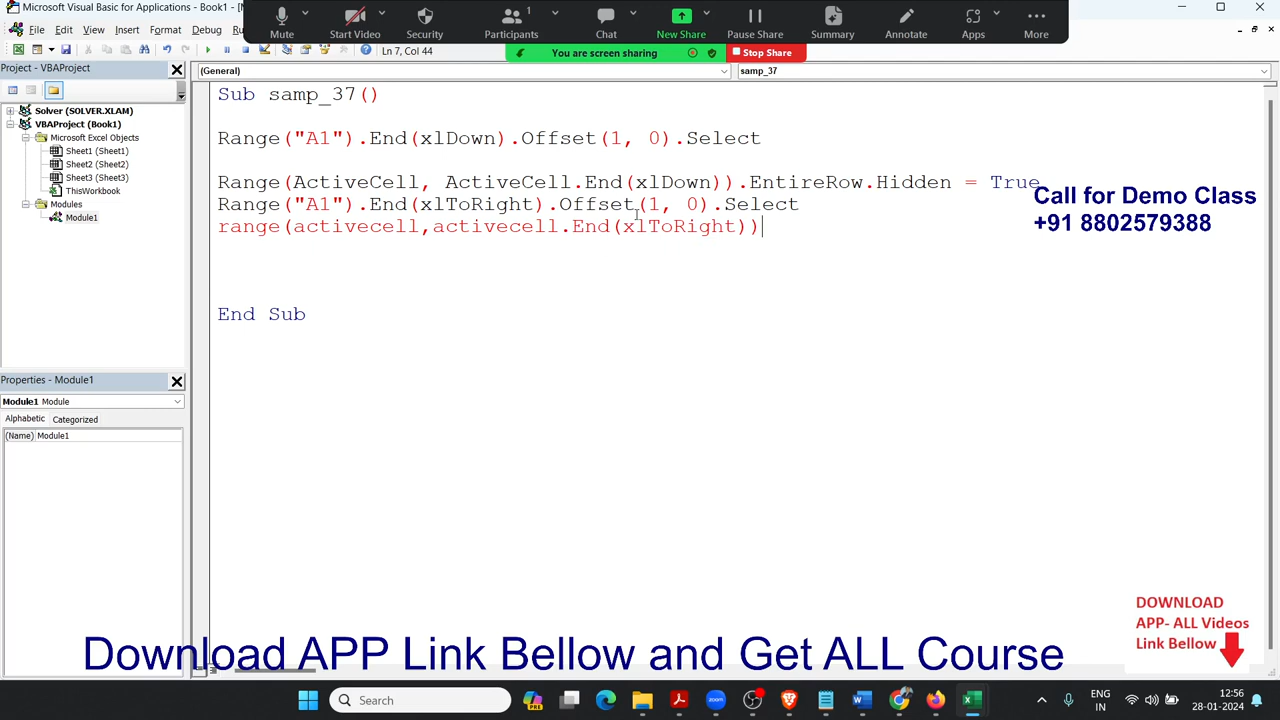 Microsoft Visual Basic for Applications - Book1 - [
File Edit View Insert Format Debug Ru
Ln 7, Col 44
Mute Start Video Security Participants 1 Chat New Share Pause Share Summary Annotate Apps More
You are screen sharing Stop Share
Project - VBAProject
(General) samp_37
Solver (SOLVER.XLAM)
VBAProject (Book1)
Microsoft Excel Objects
Sheet1 (Sheet1)
Sheet2 (Sheet2)
Sheet3 (Sheet3)
ThisWorkbook
Modules
Module1
Sub samp_37()
Range("A1").End(xlDown).Offset(1, 0).Select
Range(ActiveCell, ActiveCell.End(xlDown)).EntireRow.Hidden = True
Range("A1").End(xlToRight).Offset(1, 0).Select
range(activecell,activecell.End(xlToRight))
End Sub
Call for Demo Class
+91 8802579388
Properties - Module1
Module1 Module
Alphabetic Categorized
(Name) Module1
DOWNLOAD
APP- ALL Videos
Link Bellow
Download APP Link Bellow and Get ALL Course
Search
PRE
ENG
IN
12:56
28-01-2024